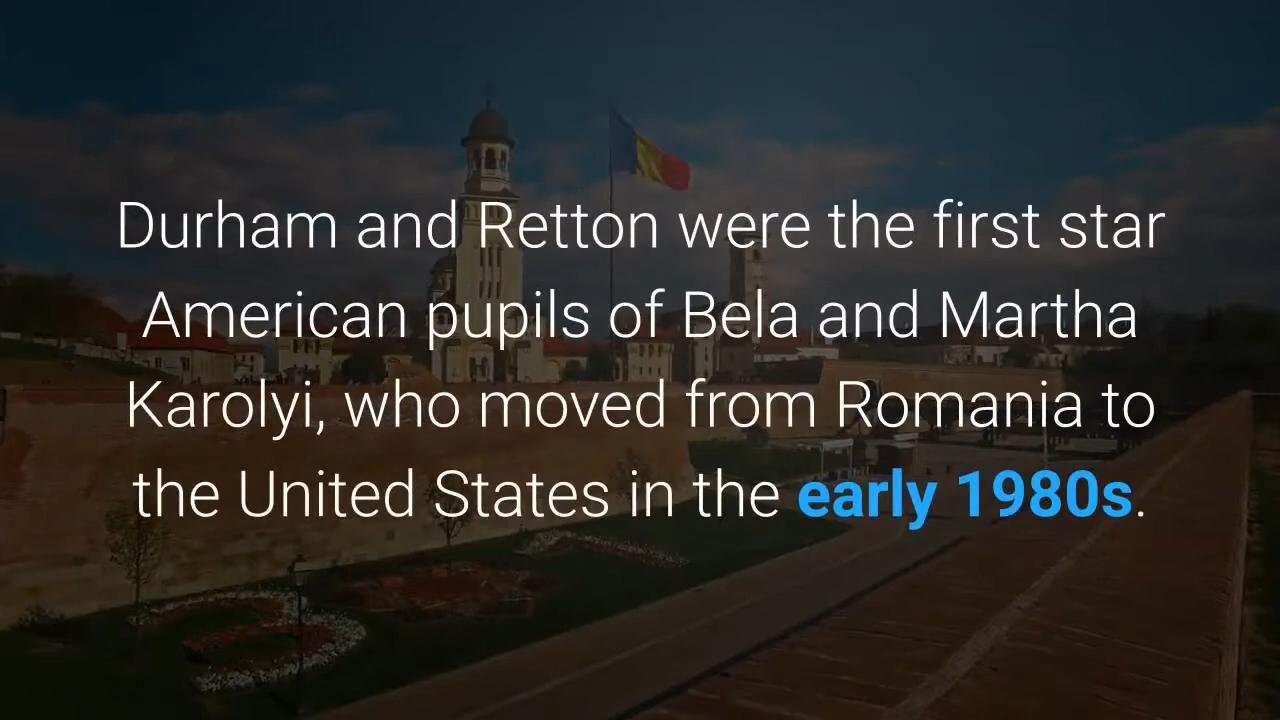 Durham and Retton were the first star
American pupils of Bela and Martha
Karolyi, who moved from Romania to
the United States in the early 1980s.